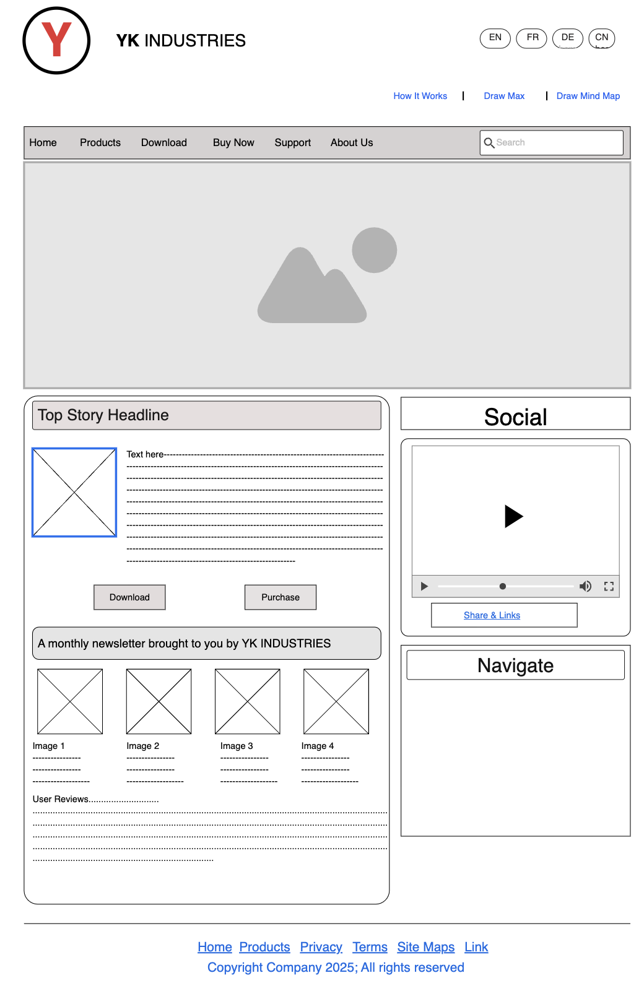 Y
YK INDUSTRIES
EN FR DE CN
How It Works | Draw Max | Draw Mind Map
Home Products Download Buy Now Support About Us Search
Top Story Headline
Social
Text here--------------------------------------------------------------------------
--------------------------------------------------------------------------------------
--------------------------------------------------------------------------------------
--------------------------------------------------------------------------------------
--------------------------------------------------------------------------------------
--------------------------------------------------------------------------------------
--------------------------------------------------------------------------------------
--------------------------------------------------------------------------------------
--------------------------------------------------------------------------------------
---------------------------------------------------------
Download Purchase
Share & Links
A monthly newsletter brought to you by YK INDUSTRIES
Navigate
Image 1 Image 2 Image 3 Image 4
---------------- ---------------- ---------------- ----------------
---------------- ---------------- ---------------- ----------------
------------------- ------------------- ------------------- -------------------
User Reviews............................
..............................................................................................................................................
..............................................................................................................................................
..............................................................................................................................................
..............................................................................................................................................
........................................................................
Home Products Privacy Terms Site Maps Link
Copyright Company 2025; All rights reserved